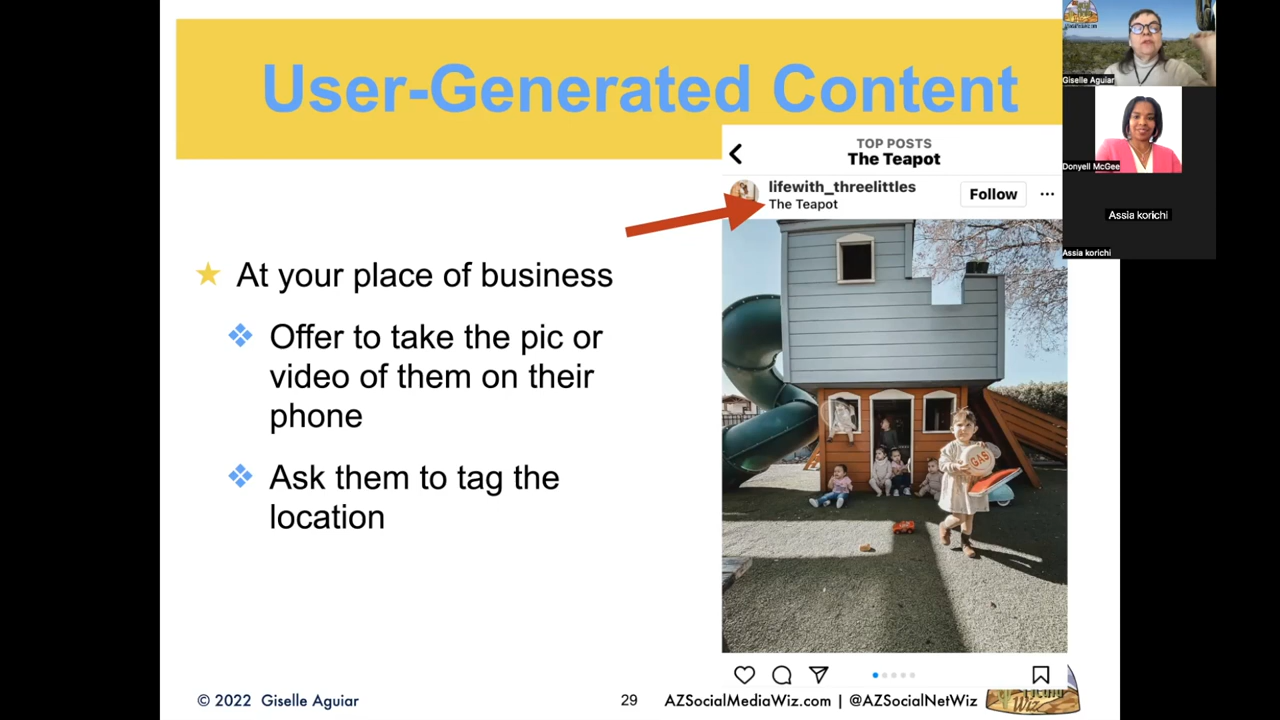 User-Generated Content
TOP POSTS
The Teapot
lifewith_threelittles
The Teapot
Follow
At your place of business
Offer to take the pic or
video of them on their
phone
Ask them to tag the
location
GAS
© 2022 Giselle Aguiar
29
AZSocialMediaWiz.com | @AZSocialNetWiz
Wiz
Giselle Aguiar
Donyell McGee
Assia korichi
Assia korichi